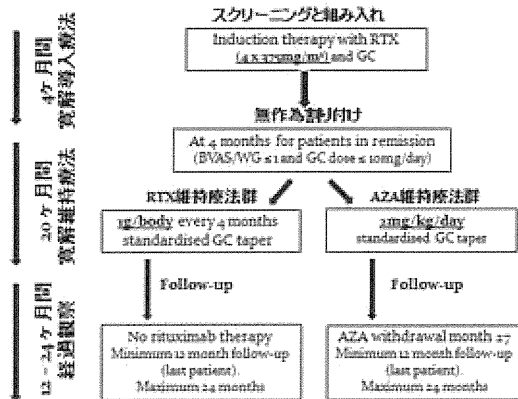 スクリーニングと組み入れ
Induction therapy with RTX
(4 x 375mg/m²) and GC
無作為割付け
At 4 months for patients in remission
(BVAS/WG ≤ 1 and GC dose ≤ 10mg/day)
RTX維持療法群
AZA維持療法群
1g/body every 4 months
standardised GC taper
2mg/kg/day
standardised GC taper
Follow-up
Follow-up
No rituximab therapy
Minimum 12 month follow-up
(last patient).
Maximum 24 months
AZA withdrawal month 27
Minimum 12 month follow-up
(last patient).
Maximum 24 months
4ヶ月間
寛解導入療法
20ヶ月間
寛解維持療法
12－24ヶ月間
経過観察